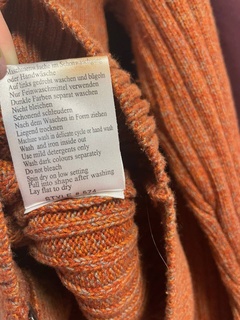 oder Handwäsche
Auf links gedreht waschen und bügeln
Nur Feinwaschmittel verwenden
Dunkle Farben separat waschen
Nicht bleichen
Schonend schleudern
Nach dem Waschen in Form ziehen
Liegend trocknen
Machine wash in delicate cycle or hand wash
Wash and iron inside out
Use mild detergents only
Wash dark colours separately
Do not bleach
Spin dry on low setting
Pull into shape after washing
Lay flat to dry
STYLE # 574